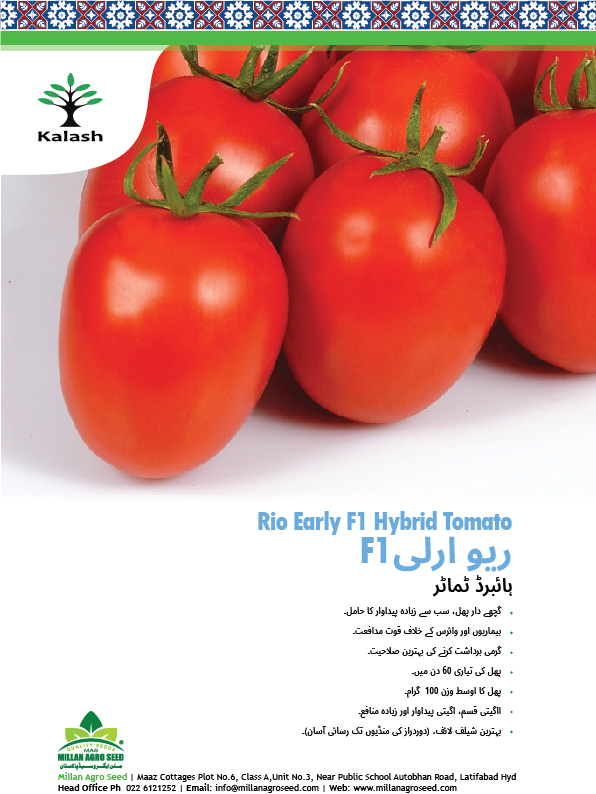 Kalash
Rio Early F1 Hybrid Tomato
ریو ارلی F1
ہائبرڈ ٹماٹر
گچھے دار پھل، سب سے زیادہ پیداوار کا حامل۔
بیماریوں اور وائرس کے خلاف قوت مدافعت۔
گرمی برداشت کرنے کی بہترین صلاحیت۔
پھل کی تیاری 60 دن میں۔
پھل کا اوسط وزن 100 گرام۔
ااگیتی قسم، اگیتی پیداوار اور زیادہ منافع۔
بہترین شیلف لائف، (دوردراز کی منڈیوں تک رسائی آسان)۔
QUALITY SEEDS
MAS
MILLAN AGRO SEED
®
Millan Agro Seed | Maaz Cottages Plot No.6, Class A,Unit No.3, Near Public School Autobhan Road, Latifabad Hyd
Head Office Ph 022 6121252 | Email: info@millanagroseed.com | Web: www.millanagroseed.com